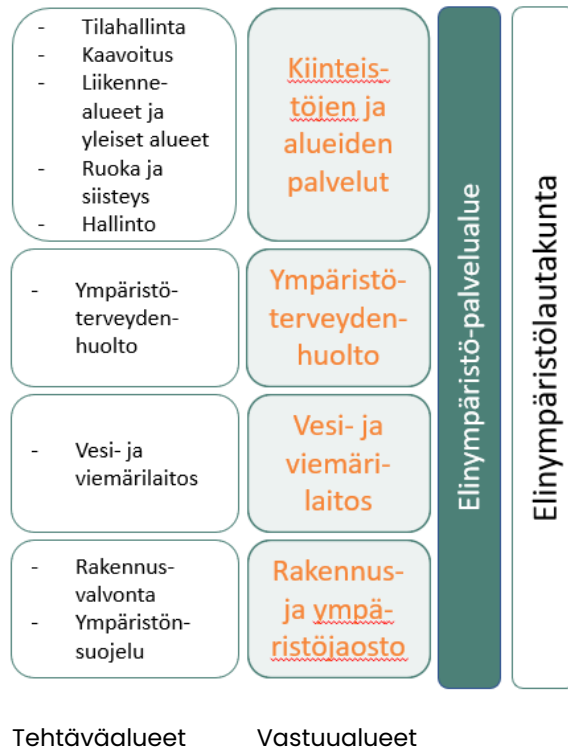 - Tilahallinta
- Kaavoitus
- Liikenne-
alueet ja
yleiset alueet
- Ruoka ja
siisteys
- Hallinto
Kiinteis-
töjen ja
alueiden
palvelut
- Ympäristö-
terveyden-
huolto
Ympäristö-
terveyden-
huolto
- Vesi- ja
viemärilaitos
Vesi- ja
viemäri-
laitos
- Rakennus-
valvonta
- Ympäristön-
suojelu
Rakennus-
ja ympä-
ristöjaosto
Elinympäristö-palvelualue
Elinympäristölautakunta
Tehtäväalueet
Vastuualueet